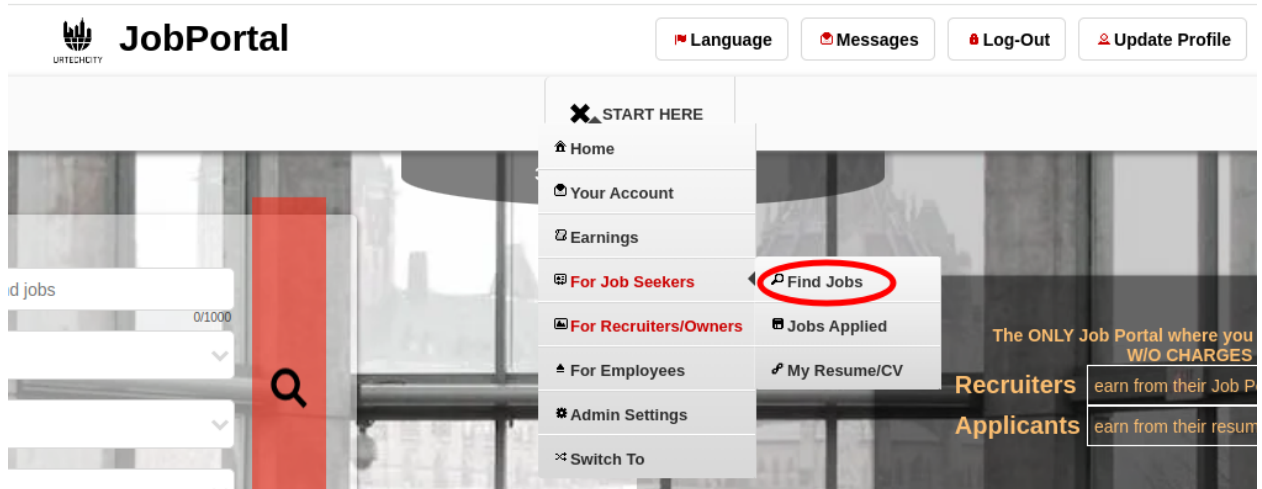 URTECHCITY
JobPortal
Language
Messages
Log-Out
Update Profile
START HERE
Home
Your Account
Earnings
For Job Seekers
For Recruiters/Owners
For Employees
Admin Settings
Switch To
Find Jobs
Jobs Applied
My Resume/CV
jobs
0/1000
The ONLY Job Portal where you
W/O CHARGES
Recruiters
earn from their Job
Applicants
earn from their